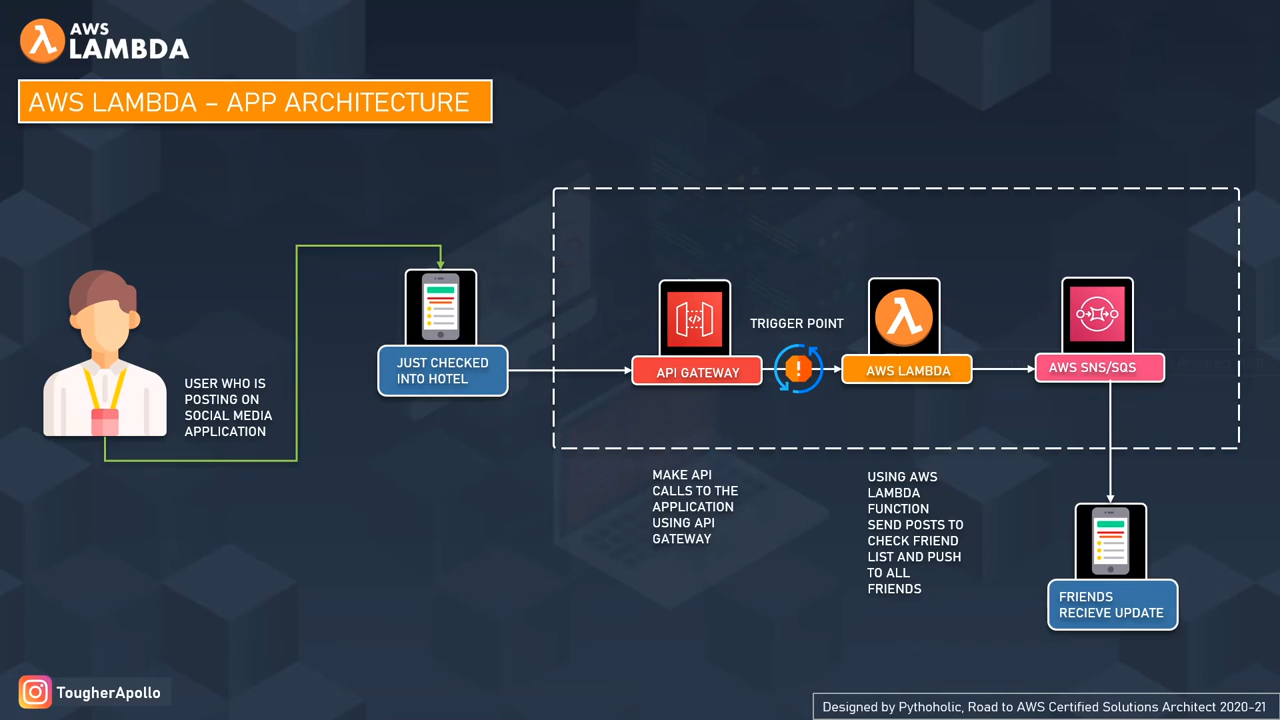 AWS
LAMBDA
AWS LAMBDA – APP ARCHITECTURE
USER WHO IS
POSTING ON
SOCIAL MEDIA
APPLICATION
JUST CHECKED
INTO HOTEL
API GATEWAY
TRIGGER POINT
AWS LAMBDA
AWS SNS/SQS
MAKE API
CALLS TO THE
APPLICATION
USING API
GATEWAY
USING AWS
LAMBDA
FUNCTION
SEND POSTS TO
CHECK FRIEND
LIST AND PUSH
TO ALL
FRIENDS
FRIENDS
RECIEVE UPDATE
TougherApollo
Designed by Pythoholic, Road to AWS Certified Solutions Architect 2020-21